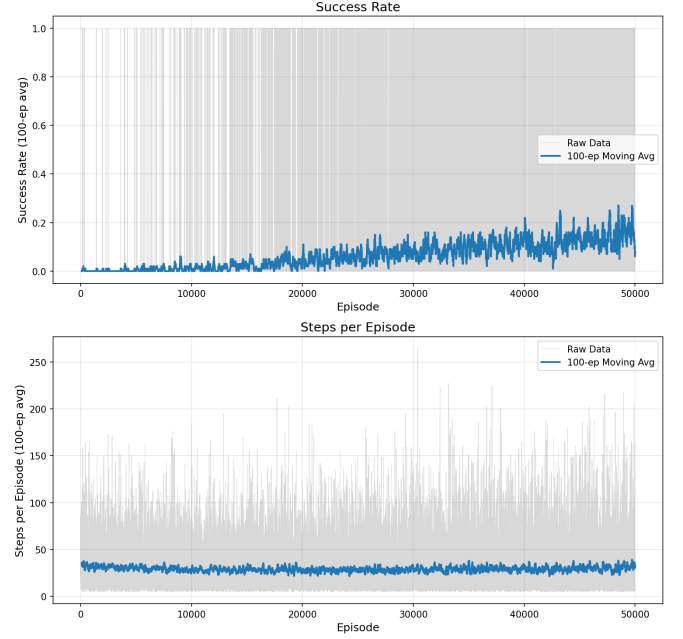 Success Rate
Success Rate (100-ep avg)
1.0
0.8
0.6
0.4
0.2
0.0
Raw Data
100-ep Moving Avg
0
10000
20000
30000
40000
50000
Episode
Steps per Episode
Steps per Episode (100-ep avg)
250
200
150
100
50
0
Raw Data
100-ep Moving Avg
0
10000
20000
30000
40000
50000
Episode